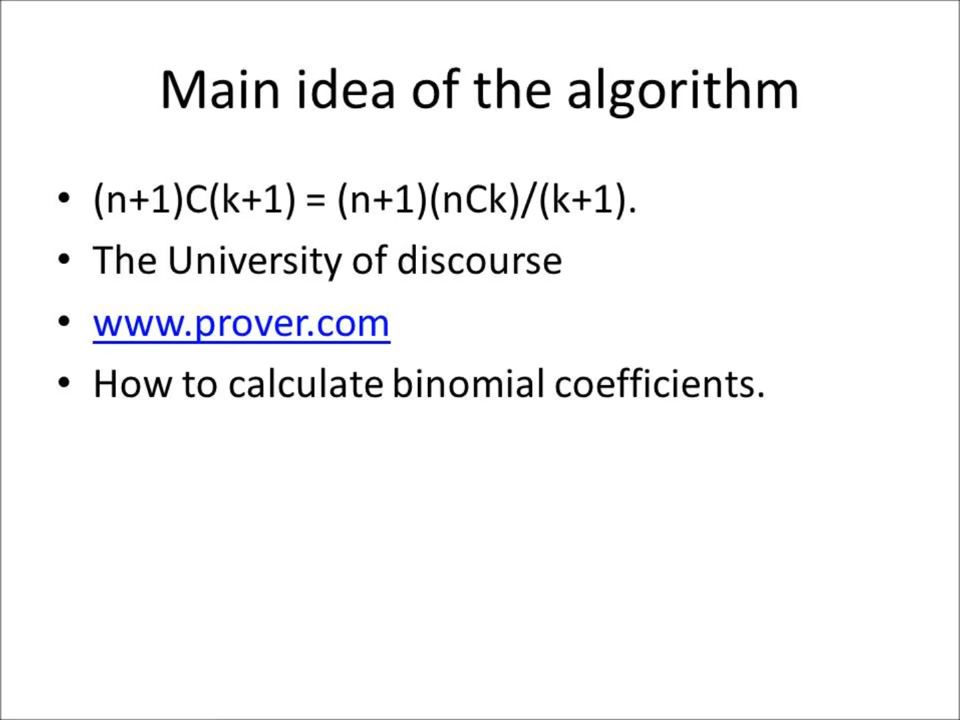 Main idea of the algorithm
• (n+1)C(k+1) = (n+1)(nCk)/(k+1).
• The University of discourse
• www.prover.com
• How to calculate binomial coefficients.